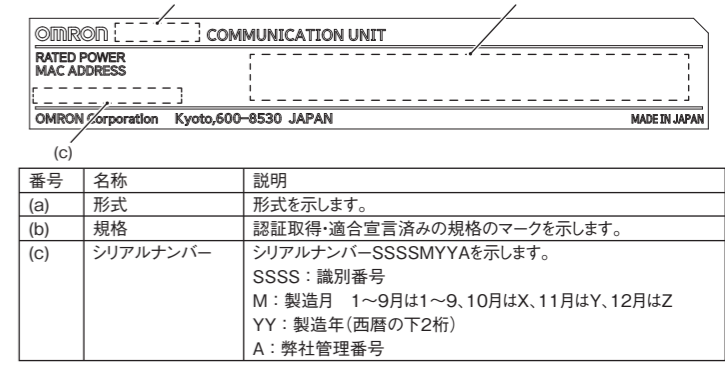 OMRON COMMUNICATION UNIT
RATED POWER
MAC ADDRESS
OMRON Corporation Kyoto,600-8530 JAPAN MADE IN JAPAN
(c)
番号 名称 説明
(a) 形式 形式を示します。
(b) 規格 認証取得・適合宣言済みの規格のマークを示します。
(c) シリアルナンバー シリアルナンバーSSSSMYYAを示します。
SSSS：識別番号
M：製造月 1～9月は1～9、10月はX、11月はY、12月はZ
YY：製造年（西暦の下2桁）
A：弊社管理番号